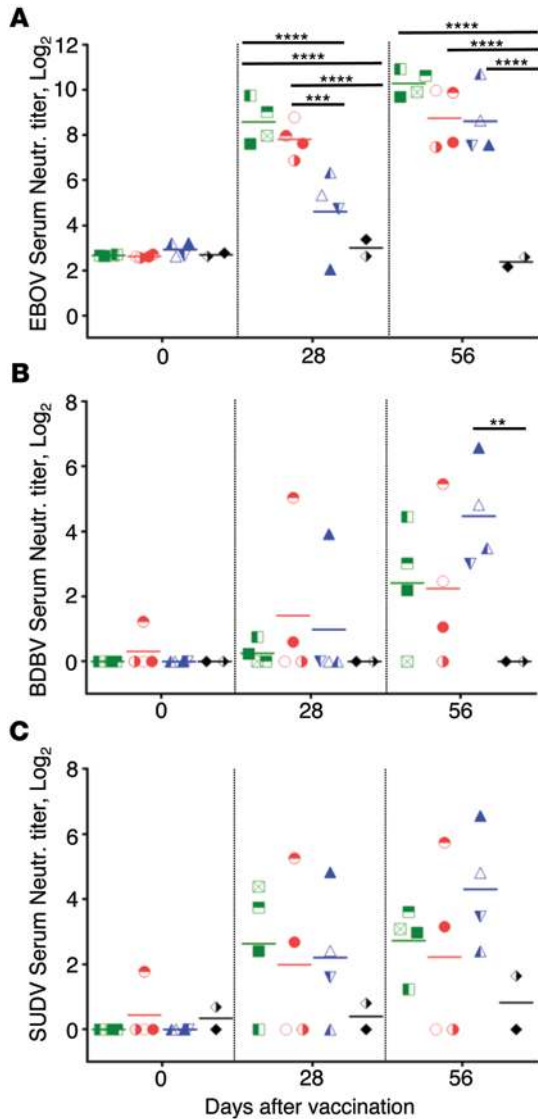 A
**** ****
**** ****
**** ****
***
EBOV Serum Neutr. titer, Log2
12
10
8
6
4
2
0
0 28 56
B
BDBV Serum Neutr. titer, Log2
8
6
4
2
0
**
0 28 56
C
SUDV Serum Neutr. titer, Log2
8
6
4
2
0
0 28 56
Days after vaccination